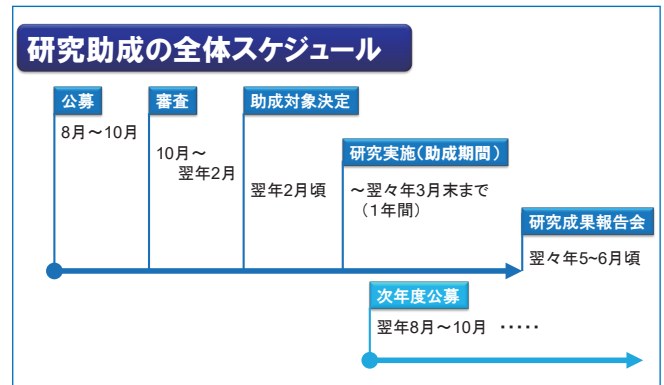 研究助成の全体スケジュール
公募
8月～10月
審査
10月～
翌年2月
助成対象決定
翌年2月頃
研究実施（助成期間）
～翌々年3月末まで
（1年間）
研究成果報告会
翌々年5~6月頃
次年度公募
翌年8月～10月 ‥‥‥